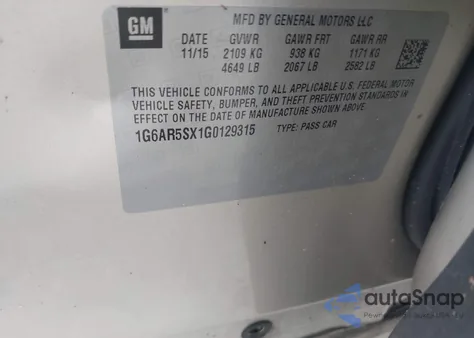 GM
MFD BY GENERAL MOTORS LLC
DATE GVWR GAWR FRT GAWR RR
11/15 2109 KG 938 KG 1171 KG
4649 LB 2067 LB 2582 LB
THIS VEHICLE CONFORMS TO ALL APPLICABLE U.S. FEDERAL MOTOR
VEHICLE SAFETY, BUMPER, AND THEFT PREVENTION STANDARDS IN
EFFECT ON THE DATE OF MANUFACTURE SHOWN ABOVE.
1G6AR5SX1G0129315 TYPE: PASS CAR
autoSnap